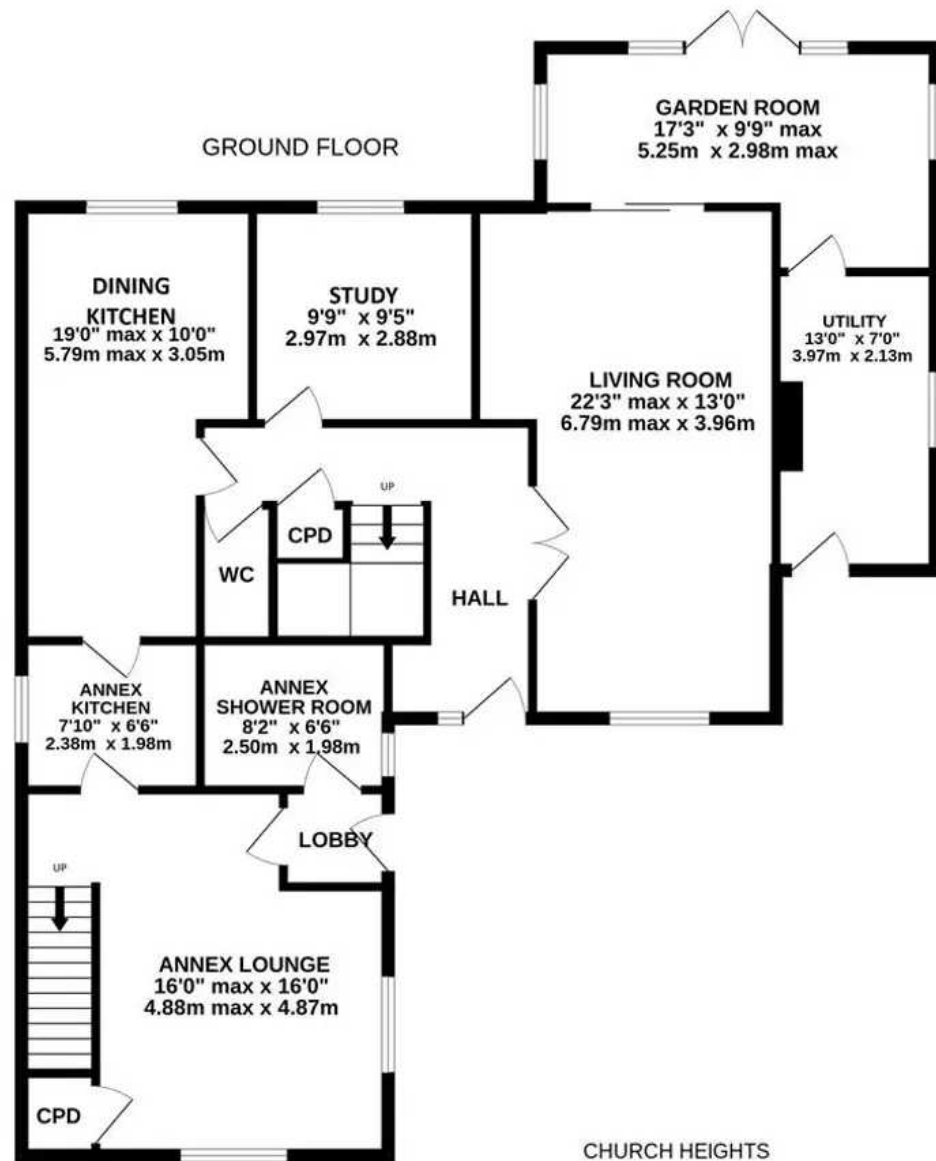 GARDEN ROOM
17'3" x 9'9" max
5.25m x 2.98m max
GROUND FLOOR
DINING
KITCHEN
19'0" max x 10'0"
5.79m max x 3.05m
STUDY
9'9" x 9'5"
2.97m x 2.88m
UTILITY
13'0" x 7'0"
3.97m x 2.13m
LIVING ROOM
22'3" max x 13'0"
6.79m max x 3.96m
UP
CPD
WC
HALL
ANNEX
KITCHEN
7'10" x 6'6"
2.38m x 1.98m
ANNEX
SHOWER ROOM
8'2" x 6'6"
2.50m x 1.98m
LOBBY
UP
ANNEX LOUNGE
16'0" max x 16'0"
4.88m max x 4.87m
CPD
CHURCH HEIGHTS